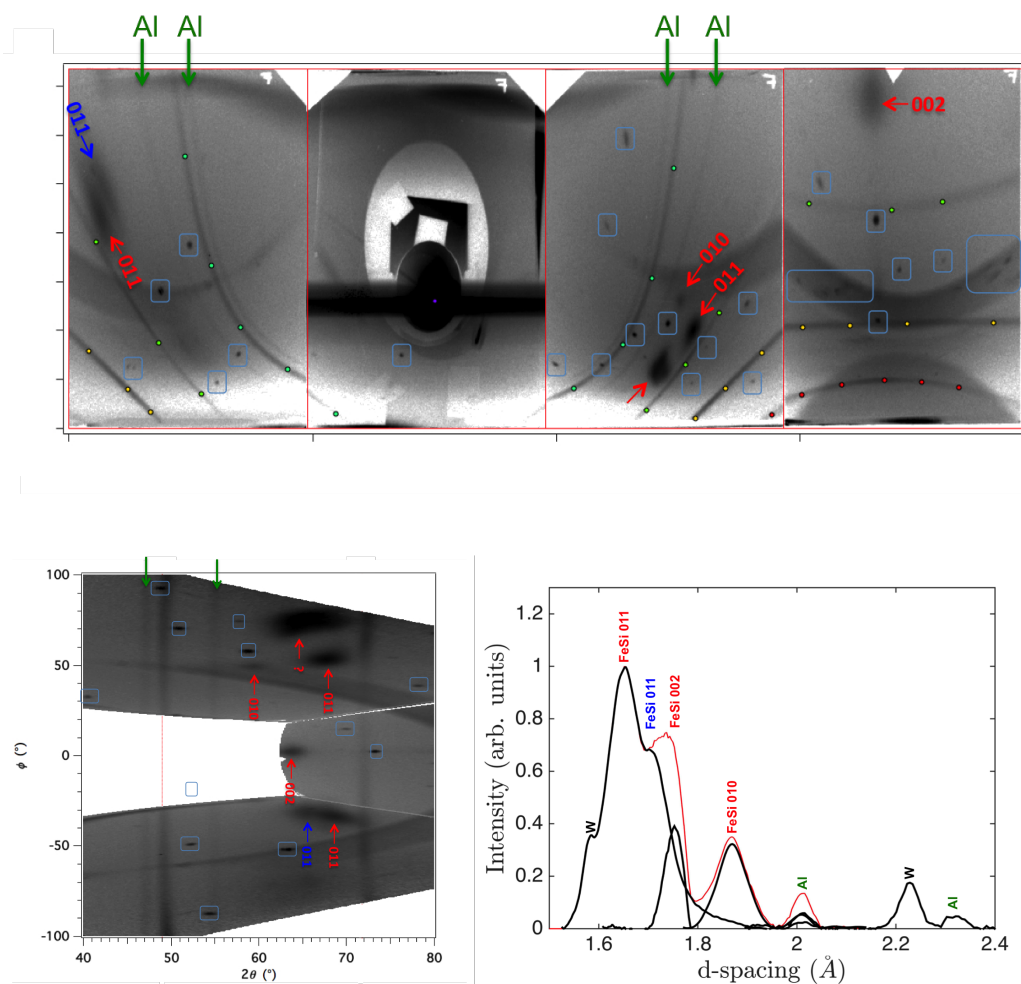 Al Al Al Al
011→
←011
←010
←011
←002
100
50
0
-50
-100
ϕ (°)
←?
←010
←011
←002
←011
←011
40 50 60 70 80
2θ (°)
Intensity (arb. units)
1.2
1
0.8
0.6
0.4
0.2
0
W
FeSi 011
FeSi 011
FeSi 002
FeSi 010
Al
W
Al
1.6 1.8 2 2.2 2.4
d-spacing (Å)